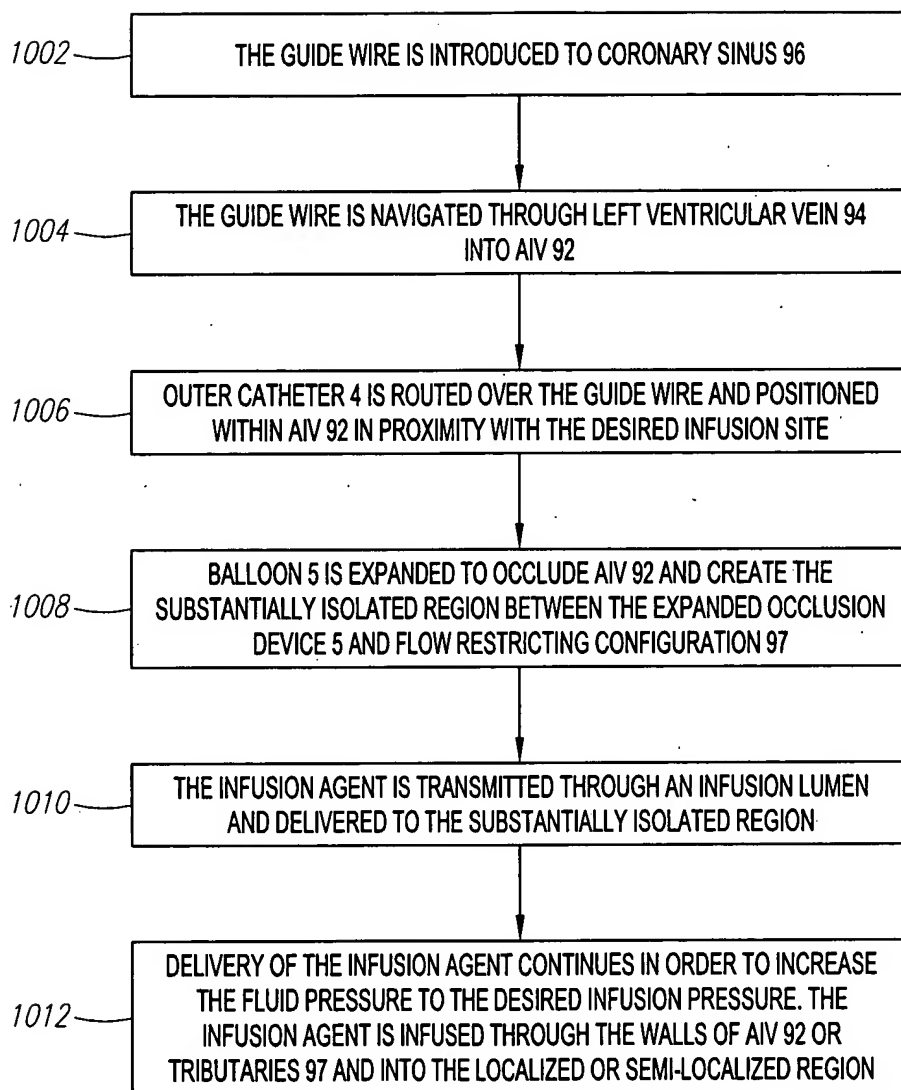 1002
THE GUIDE WIRE IS INTRODUCED TO CORONARY SINUS 96
1004
THE GUIDE WIRE IS NAVIGATED THROUGH LEFT VENTRICULAR VEIN 94
INTO AIV 92
1006
OUTER CATHETER 4 IS ROUTED OVER THE GUIDE WIRE AND POSITIONED
WITHIN AIV 92 IN PROXIMITY WITH THE DESIRED INFUSION SITE
1008
BALLOON 5 IS EXPANDED TO OCCLUDE AIV 92 AND CREATE THE
SUBSTANTIALLY ISOLATED REGION BETWEEN THE EXPANDED OCCLUSION
DEVICE 5 AND FLOW RESTRICTING CONFIGURATION 97
1010
THE INFUSION AGENT IS TRANSMITTED THROUGH AN INFUSION LUMEN
AND DELIVERED TO THE SUBSTANTIALLY ISOLATED REGION
1012
DELIVERY OF THE INFUSION AGENT CONTINUES IN ORDER TO INCREASE
THE FLUID PRESSURE TO THE DESIRED INFUSION PRESSURE. THE
INFUSION AGENT IS INFUSED THROUGH THE WALLS OF AIV 92 OR
TRIBUTARIES 97 AND INTO THE LOCALIZED OR SEMI-LOCALIZED REGION